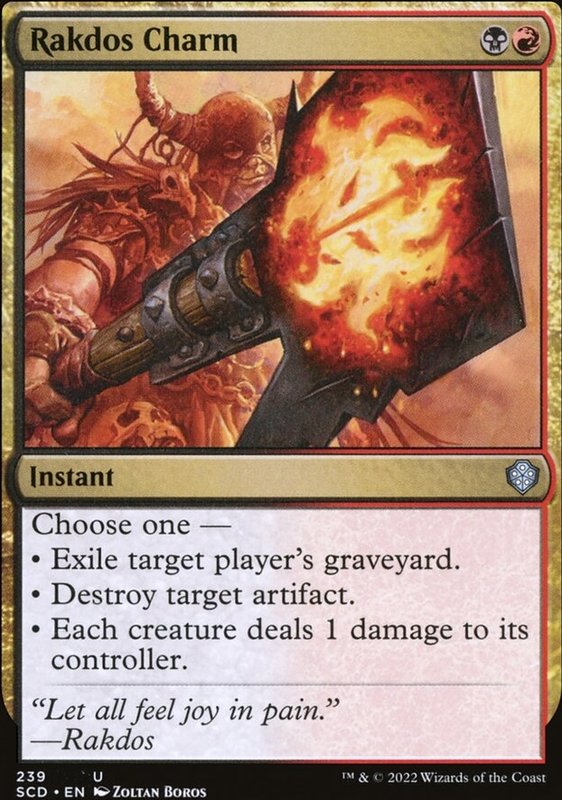 Rakdos Charm
Instant
Choose one —
• Exile target player's graveyard.
• Destroy target artifact.
• Each creature deals 1 damage to its
controller.
“Let all feel joy in pain.”
—Rakdos
239 U
SCD • EN Zoltan Boros
™ & © 2022 Wizards of the Coast